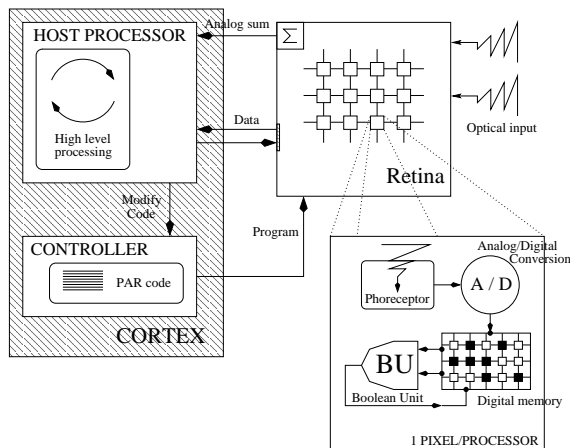 HOST PROCESSOR
High level
processing
Analog sum
Σ
Data
Optical input
Retina
Modify
Code
Program
CONTROLLER
PAR code
CORTEX
Analog/Digital
Conversion
Phoreceptor
A / D
BU
Boolean Unit
Digital memory
1 PIXEL/PROCESSOR